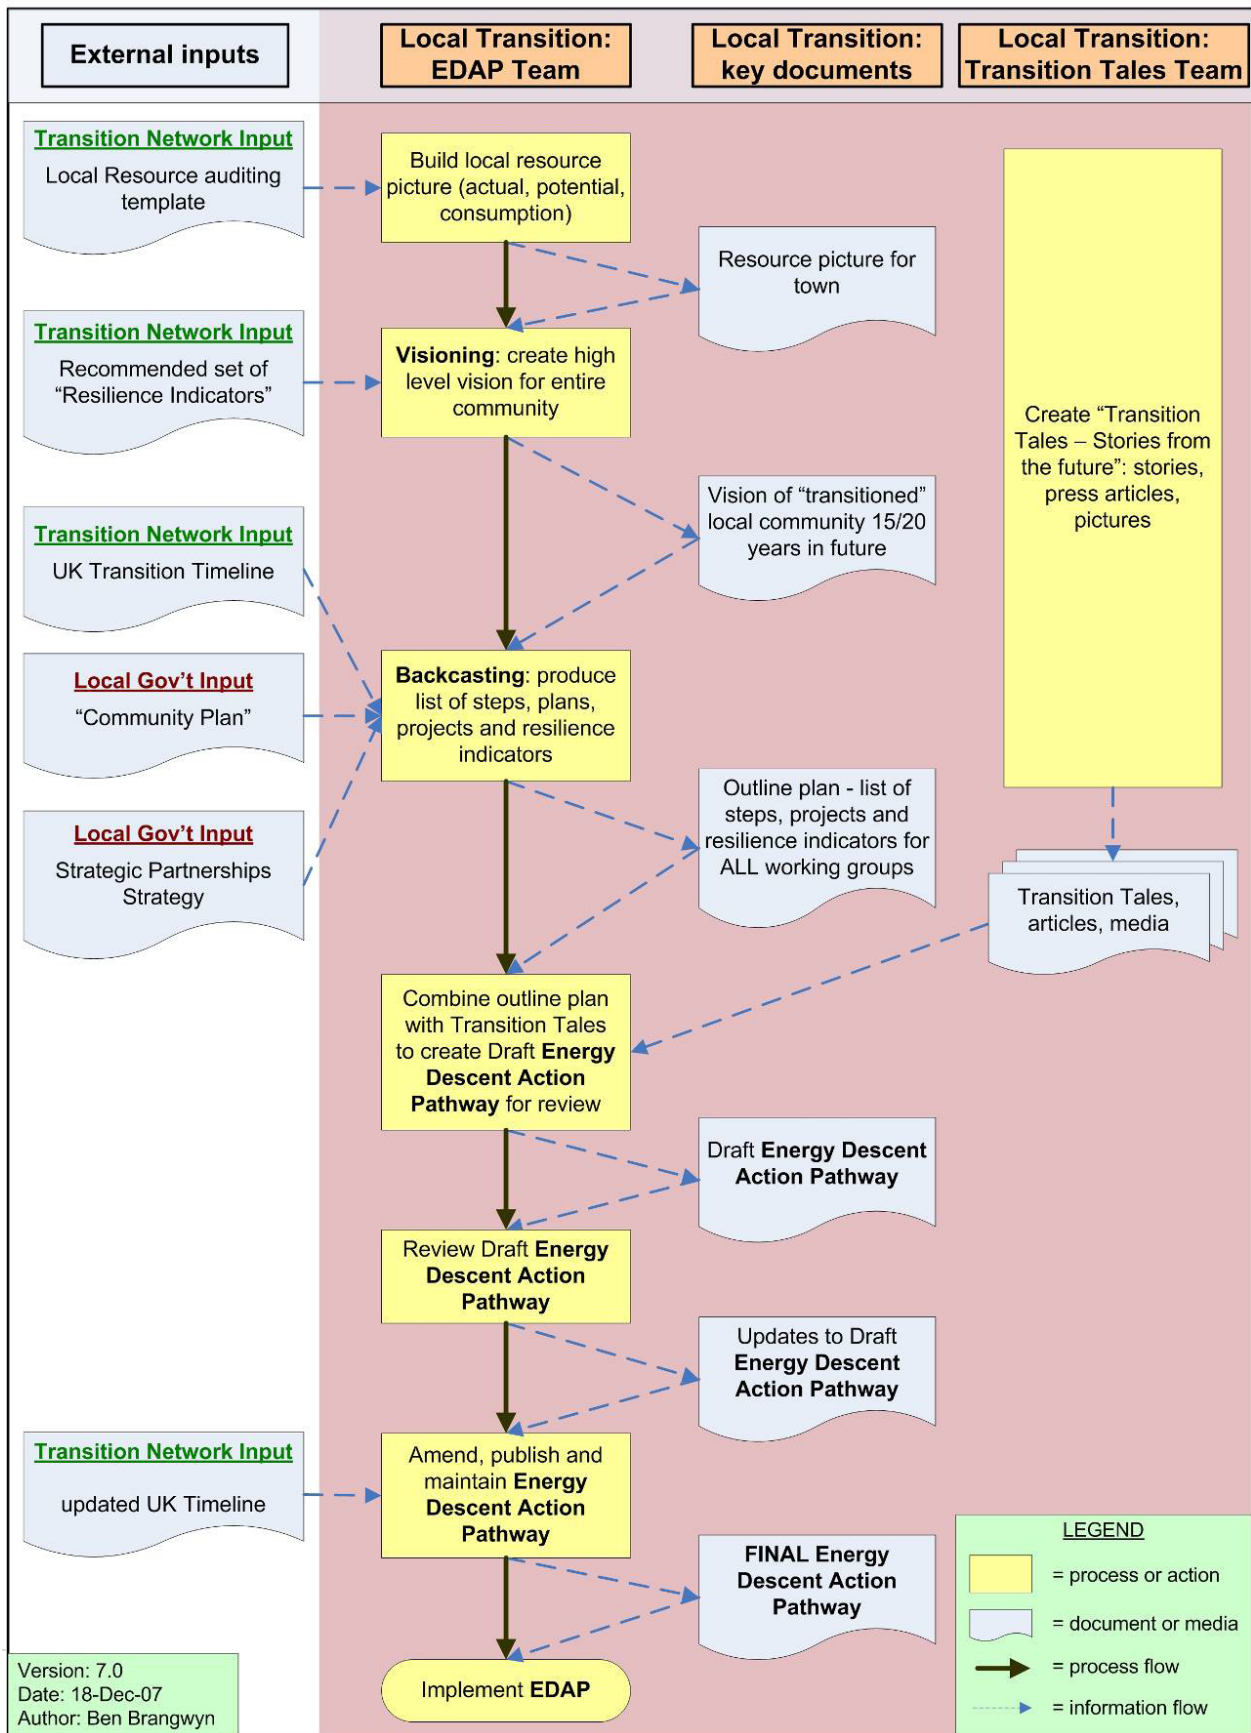 External inputs
Local Transition:
EDAP Team
Local Transition:
key documents
Local Transition:
Transition Tales Team
Transition Network Input
Local Resource auditing
template
Build local resource
picture (actual, potential,
consumption)
Resource picture for
town
Transition Network Input
Recommended set of
“Resilience Indicators”
Visioning: create high
level vision for entire
community
Create “Transition
Tales – Stories from
the future”: stories,
press articles,
pictures
Vision of “transitioned”
local community 15/20
years in future
Transition Network Input
UK Transition Timeline
Local Gov't Input
“Community Plan”
Backcasting: produce
list of steps, plans,
projects and resilience
indicators
Local Gov't Input
Strategic Partnerships
Strategy
Outline plan - list of
steps, projects and
resilience indicators for
ALL working groups
Transition Tales,
articles, media
Combine outline plan
with Transition Tales
to create Draft Energy
Descent Action
Pathway for review
Draft Energy Descent
Action Pathway
Review Draft Energy
Descent Action
Pathway
Updates to Draft
Energy Descent
Action Pathway
Transition Network Input
updated UK Timeline
Amend, publish and
maintain Energy
Descent Action
Pathway
FINAL Energy
Descent Action
Pathway
Implement EDAP
LEGEND
= process or action
= document or media
= process flow
= information flow
Version: 7.0
Date: 18-Dec-07
Author: Ben Brangwyn